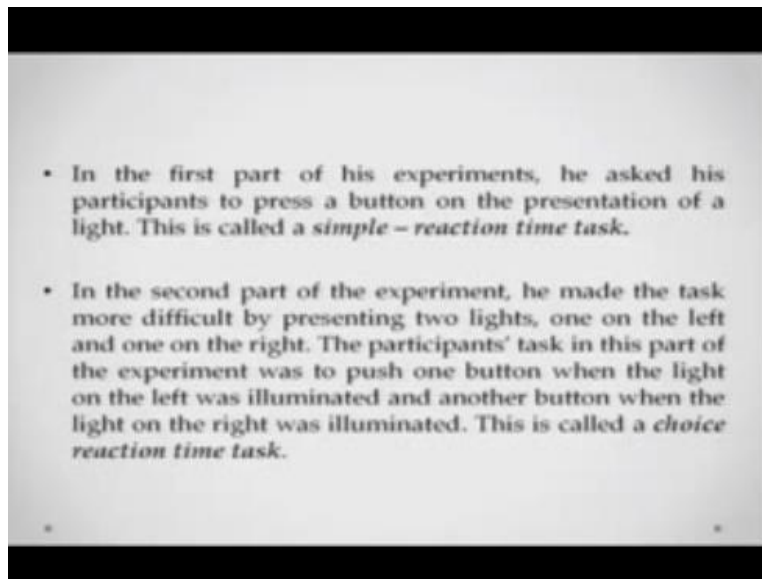 • In the first part of his experiments, he asked his
participants to press a button on the presentation of a
light. This is called a simple – reaction time task.
• In the second part of the experiment, he made the task
more difficult by presenting two lights, one on the left
and one on the right. The participants' task in this part of
the experiment was to push one button when the light
on the left was illuminated and another button when the
light on the right was illuminated. This is called a choice
reaction time task.